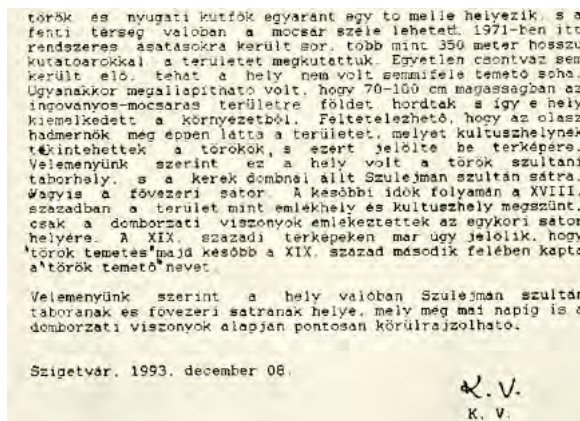 török és nyugati kútfők egyaránt egy tó mellé helyezik, s a
fenti térség valóban a mocsár széle lehetett. 1971-ben itt
rendszeres ásatásokra került sor, több mint 350 méter hosszú
kutatóárokkal a területet megkutattuk. Egyetlen csontváz sem
került elő, tehát a hely nem volt semmiféle temető soha.
Ugyanakkor megállapítható volt, hogy 70-100 cm magasságban az
ingoványos-mocsaras területre földet hordtak s így e hely
kiemelkedett a környezetből. Feltételezhető, hogy az olasz
hadmérnök még éppen látta a területet, melyet kultuszhelynek
tekintehettek a törökök, s ezért jelölte be térképére.
Véleményünk szerint ez a hely volt a török szultáni
táborhely, s a kerek dombnál állt Szulejmán szultán sátra.
Vagyis a fővezéri sátor. A későbbi idők folyamán a XVIII.
században a terület mint emlékhely és kultuszhely megszűnt,
csak a domborzati viszonyok emlékeztettek az egykori sátor
helyére. A XIX. századi térképeken már úgy jelölik, hogy
"török temetés" majd később a XIX. század második felében kapta
a "török temető" nevet.
Véleményünk szerint a hely valóban Szulejmán szultán
táborának és fővezéri sátrának helye, mely még mai napig is a
domborzati viszonyok alapján pontosan körülrajzolható.
Szigetvár, 1993. december 08.
K. V.
K. V.